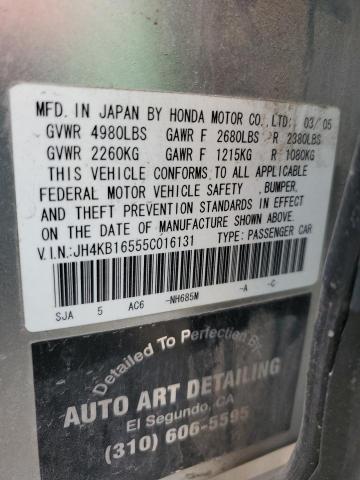 MFD. IN JAPAN BY HONDA MOTOR CO., LTD. 03/05
GVWR 4980LBS GAWR F 2680LBS R 2380LBS
GVWR 2260KG GAWR F 1215KG R 1080KG
THIS VEHICLE CONFORMS TO ALL APPLICABLE
FEDERAL MOTOR VEHICLE SAFETY , BUMPER,
AND THEFT PREVENTION STANDARDS IN EFFECT
ON THE DATE OF MANUFACTURE SHOWN ABOVE.
V.I.N.:JH4KB16555C016131 TYPE: PASSENGER CAR
SJA 5 AC6 -NH685M -A -C
Detailed To Perfection By:
AUTO ART DETAILING
El Segundo, CA
(310) 606-5595